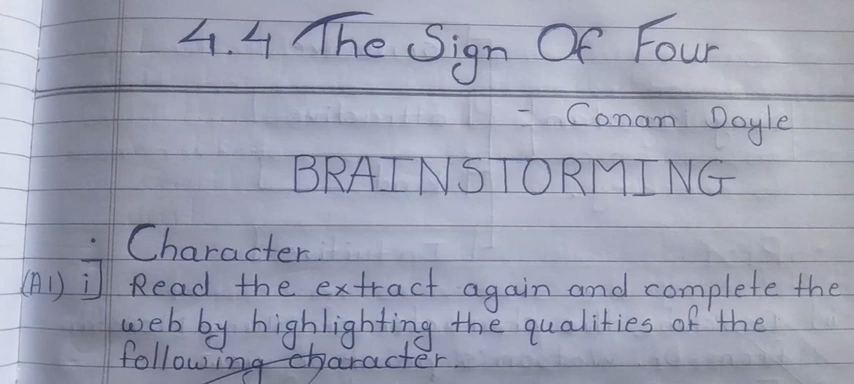 4.4 The Sign Of Four
- Conan Doyle
BRAINSTORMING
. Character
(A1) i] Read the extract again and complete the
web by highlighting the qualities of the
following character.